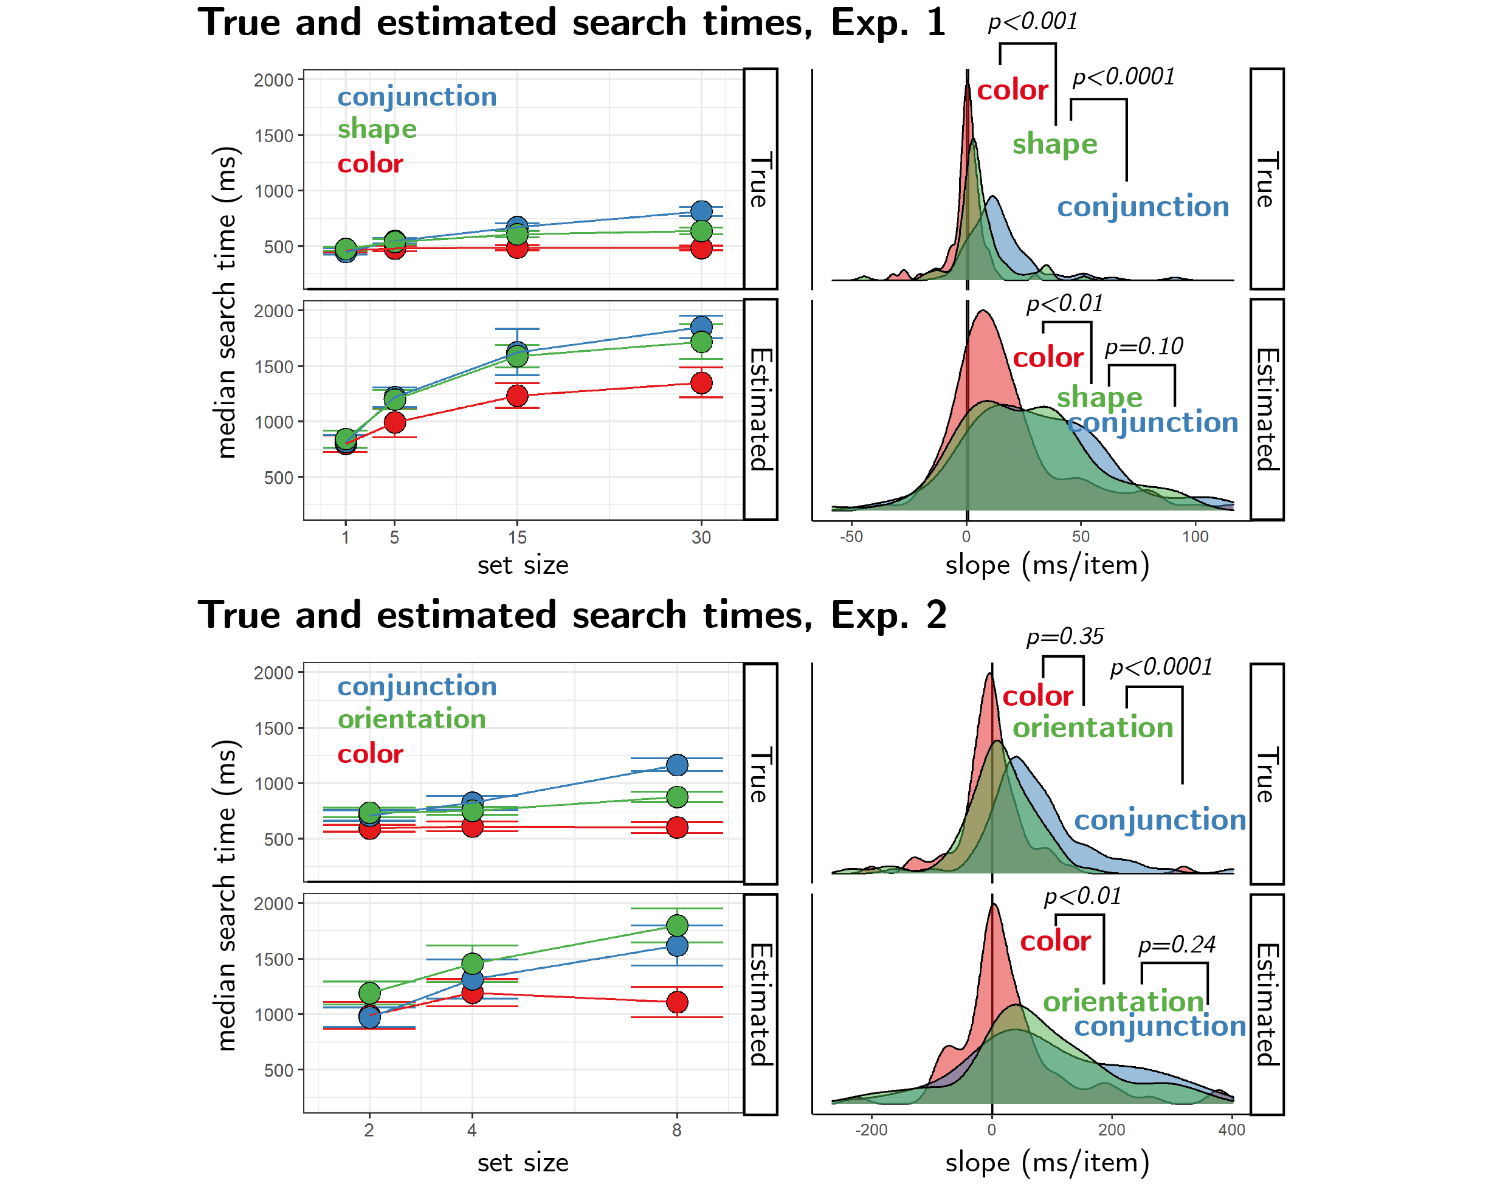 True and estimated search times, Exp. 1
p<0.001
p<0.0001
color
shape
conjunction
True
conjunction
shape
color
True
2000
1500
1000
500
median search time (ms)
p<0.01
p=0.10
color
shape
conjunction
Estimated
Estimated
2000
1500
1000
500
1 5 15 30
set size
-50 0 50 100
slope (ms/item)
True and estimated search times, Exp. 2
p=0.35
p<0.0001
color
orientation
conjunction
True
conjunction
orientation
color
True
2000
1500
1000
500
median search time (ms)
p<0.01
p=0.24
color
orientation
conjunction
Estimated
Estimated
2000
1500
1000
500
2 4 8
set size
-200 0 200 400
slope (ms/item)